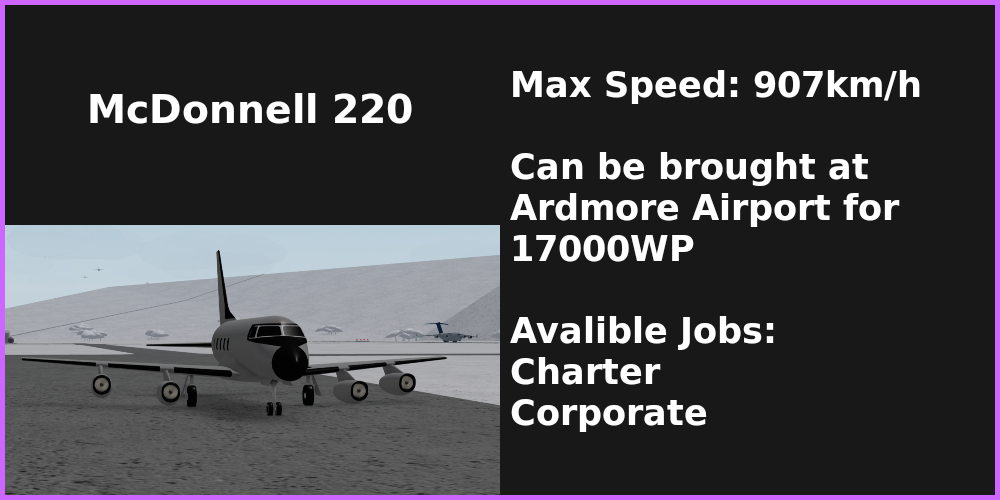 McDonnell 220
Max Speed: 907km/h
Can be brought at
Ardmore Airport for
17000WP
Avalible Jobs:
Charter
Corporate